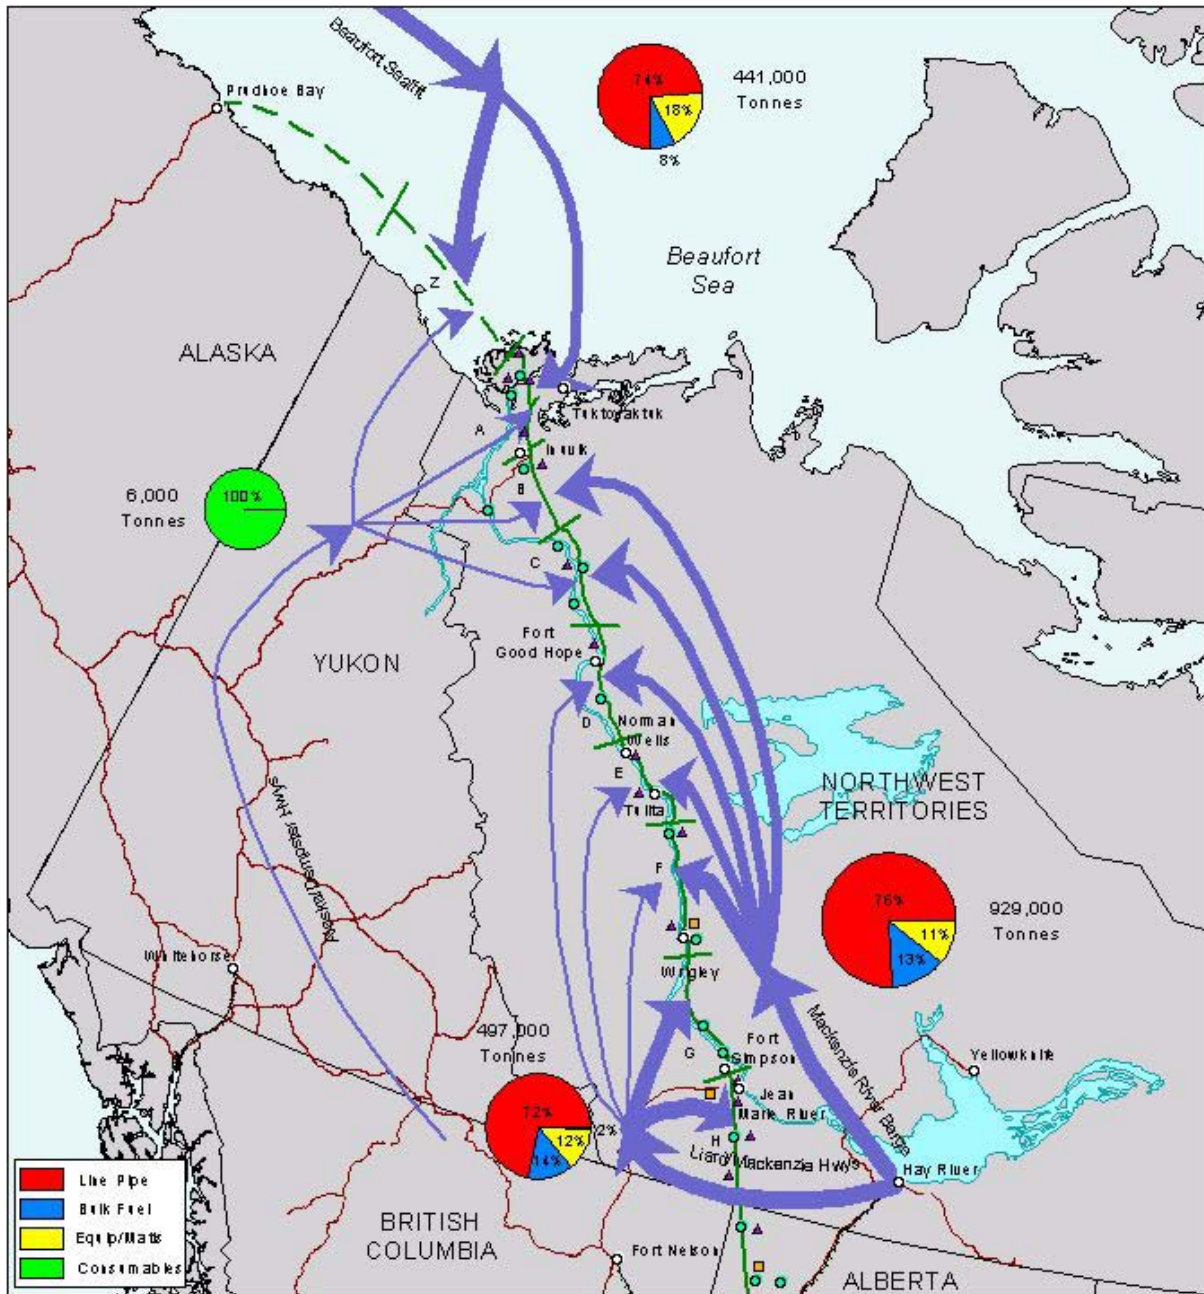 Beaufort Sealift
74%
18%
8%
441,000
Tonnes
Prudhoe Bay
Beaufort
Sea
Z
ALASKA
Tuktoyaktuk
A
Inuvik
6,000
Tonnes
100%
B
C
Fort
Good Hope
YUKON
D
Norman
Wells
E
Tulita
NORTHWEST
TERRITORIES
F
76%
11%
13%
929,000
Tonnes
Alaska/Dempster Hwys
Whitehorse
Wrigley
497,000
Tonnes
G
Fort
Simpson
Mackenzie River Barge
Yellowknife
Jean
Marie River
72%
12%
2%
14%
H
Liard/Mackenzie Hwys
Hay River
Line Pipe
Bulk Fuel
Equip/Matls
Consumables
BRITISH
COLUMBIA
Fort Nelson
ALBERTA